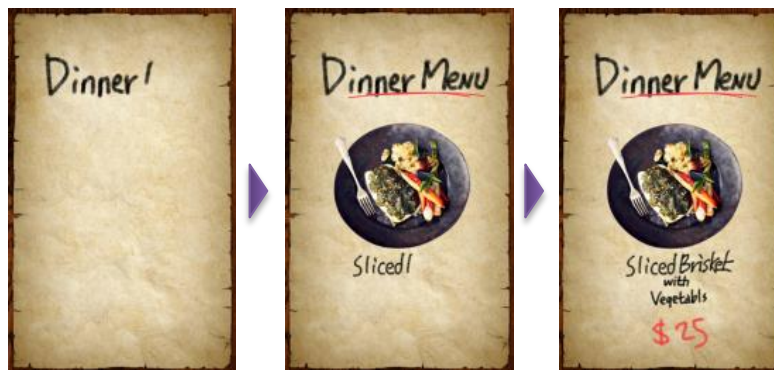 Dinner
Dinner MENU
Sliced
Dinner MENU
Sliced Brisket
with
Vegetabls
$25